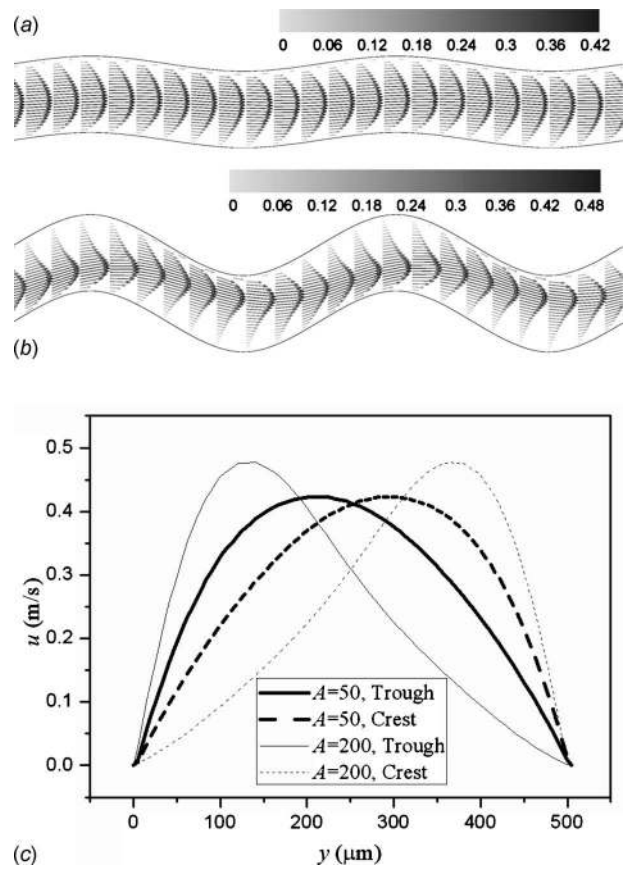 (a)
0 0.06 0.12 0.18 0.24 0.3 0.36 0.42
0 0.06 0.12 0.18 0.24 0.3 0.36 0.42 0.48
(b)
0.5
0.4
0.3
0.2
0.1
0.0
u (m/s)
A=50, Trough
A=50, Crest
A=200, Trough
A=200, Crest
0 100 200 300 400 500
(c)
y (μm)